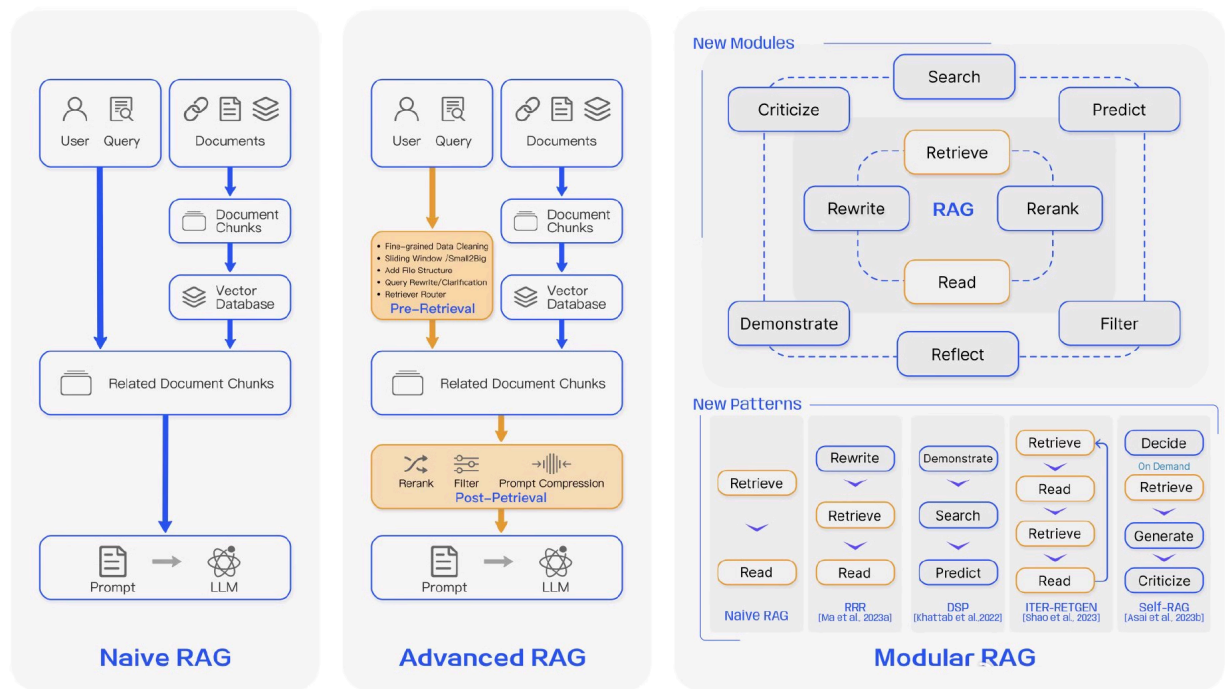 User Query
Documents
Document
Chunks
Vector
Database
Related Document Chunks
Prompt
LLM
Naive RAG
User Query
Documents
• Fine-grained Data Cleaning
• Sliding Window /Small2Big
• Add File Structure
• Query Rewrite/Clarification
• Retriever Router
Pre-Retrieval
Document
Chunks
Vector
Database
Related Document Chunks
Rerank Filter Prompt Compression
Post-Petrieval
Prompt
LLM
Advanced RAG
New Modules
Search
Criticize
Predict
Retrieve
Rewrite
RAG
Rerank
Read
Demonstrate
Filter
Reflect
New Patterns
Retrieve
Read
Naive RAG
Rewrite
Retrieve
Read
RRR
[Ma et al. 2023a]
Demonstrate
Search
Predict
DSP
[Khattab et al.,2022]
Retrieve
Read
Retrieve
Read
ITER-RETGEN
[Shao et al., 2023]
Decide
On Demand
Retrieve
Generate
Criticize
Self-RAG
[Asai et al., 2023b]
Modular RAG